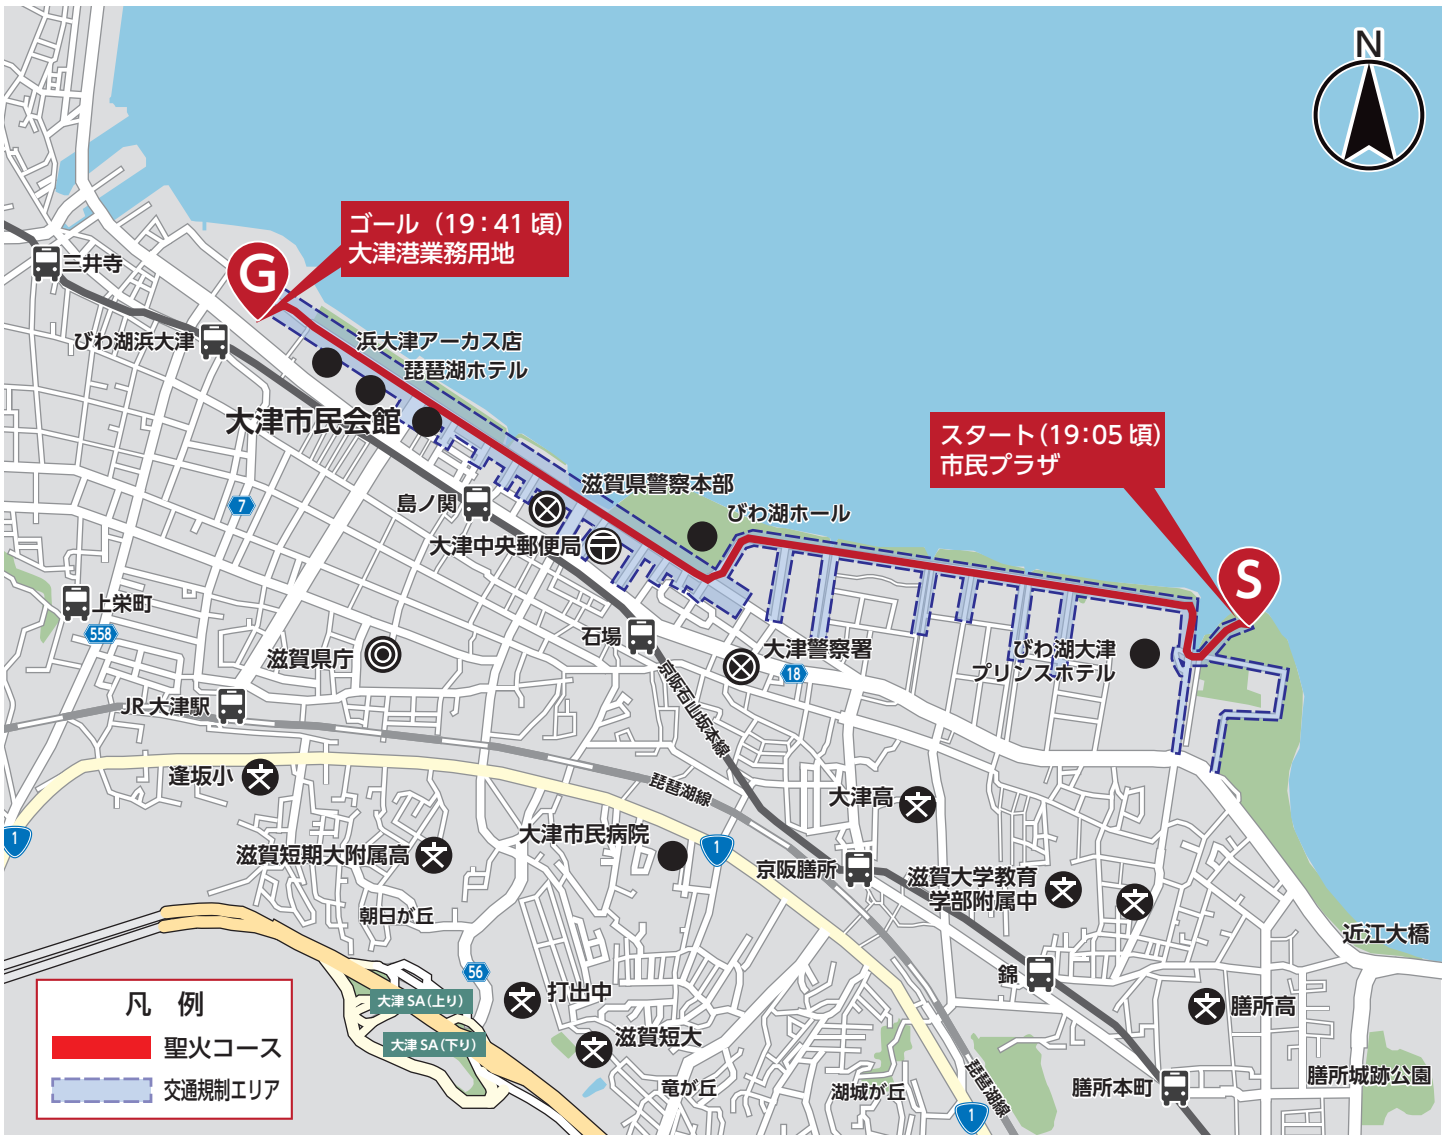 N
ゴール（19：41 頃）
大津港業務用地
G
三井寺
びわ湖浜大津
浜大津アーカス店
琵琶湖ホテル
大津市民会館
スタート（19：05 頃）
市民プラザ
S
7
島ノ関
滋賀県警察本部
びわ湖ホール
大津中央郵便局
上栄町
558
石場
滋賀県庁
大津警察署
18
びわ湖大津
プリンスホテル
JR 大津駅
京阪石山坂本線
逢坂小
琵琶湖線
大津高
1
大津市民病院
1
滋賀短期大附属高
京阪膳所
滋賀大学教育
学部附属中
朝日が丘
近江大橋
56
錦
打出中
大津 SA（上り）
膳所高
滋賀短大
大津 SA（下り）
竜が丘
湖城が丘
琵琶湖線
1
膳所本町
膳所城跡公園
凡　例
聖火コース
交通規制エリア